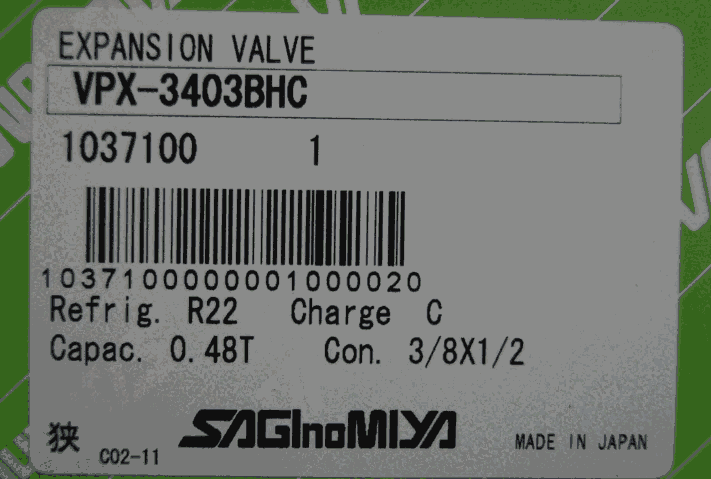 EXPANSION VALVE
VPX-3403BHC
1037100 1
10371000000001000020
Refrig. R22 Charge C
Capac. 0.48T Con. 3/8X1/2
狭 C02-11 SAGInoMIYA MADE IN JAPAN